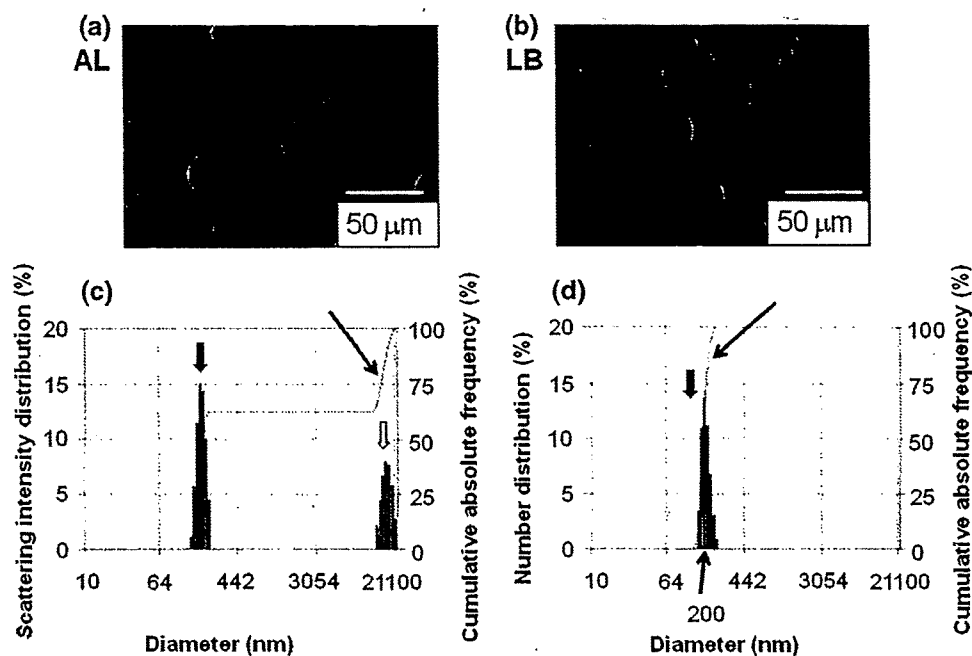 (a)
AL
50 μm
(b)
LB
50 μm
(c)
Scattering intensity distribution (%)
20
15
10
5
0
100
75
50
25
0
Cumulative absolute frequency (%)
10 64 442 3054 21100
Diameter (nm)
(d)
Number distribution (%)
20
15
10
5
0
100
75
50
25
0
Cumulative absolute frequency (%)
10 64 442 3054 21100
200
Diameter (nm)